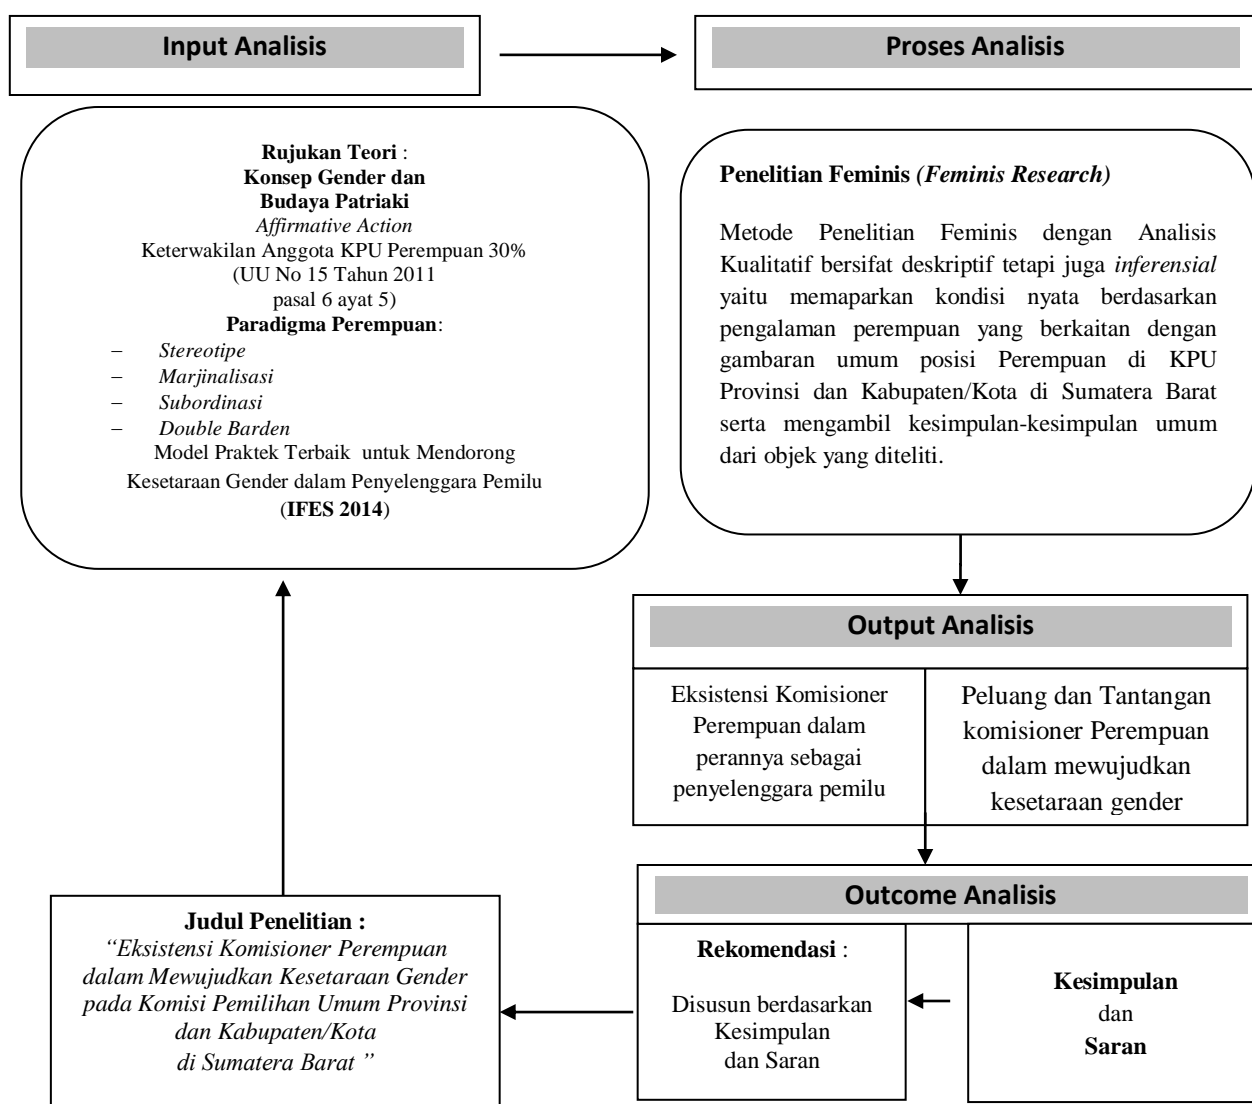 Input Analisis
Proses Analisis
Rujukan Teori :
Konsep Gender dan
Budaya Patriaki
Affirmative Action
Keterwakilan Anggota KPU Perempuan 30%
(UU No 15 Tahun 2011
pasal 6 ayat 5)
Paradigma Perempuan:
– Stereotipe
– Marjinalisasi
– Subordinasi
– Double Barden
Model Praktek Terbaik untuk Mendorong
Kesetaraan Gender dalam Penyelenggara Pemilu
(IFES 2014)
Penelitian Feminis (Feminis Research)
Metode Penelitian Feminis dengan Analisis
Kualitatif bersifat deskriptif tetapi juga inferensial
yaitu memaparkan kondisi nyata berdasarkan
pengalaman perempuan yang berkaitan dengan
gambaran umum posisi Perempuan di KPU
Provinsi dan Kabupaten/Kota di Sumatera Barat
serta mengambil kesimpulan-kesimpulan umum
dari objek yang diteliti.
Output Analisis
Eksistensi Komisioner
Perempuan dalam
perannya sebagai
penyelenggara pemilu
Peluang dan Tantangan
komisioner Perempuan
dalam mewujudkan
kesetaraan gender
Outcome Analisis
Rekomendasi :
Disusun berdasarkan
Kesimpulan
dan Saran
Kesimpulan
dan
Saran
Judul Penelitian :
“Eksistensi Komisioner Perempuan
dalam Mewujudkan Kesetaraan Gender
pada Komisi Pemilihan Umum Provinsi
dan Kabupaten/Kota
di Sumatera Barat ”